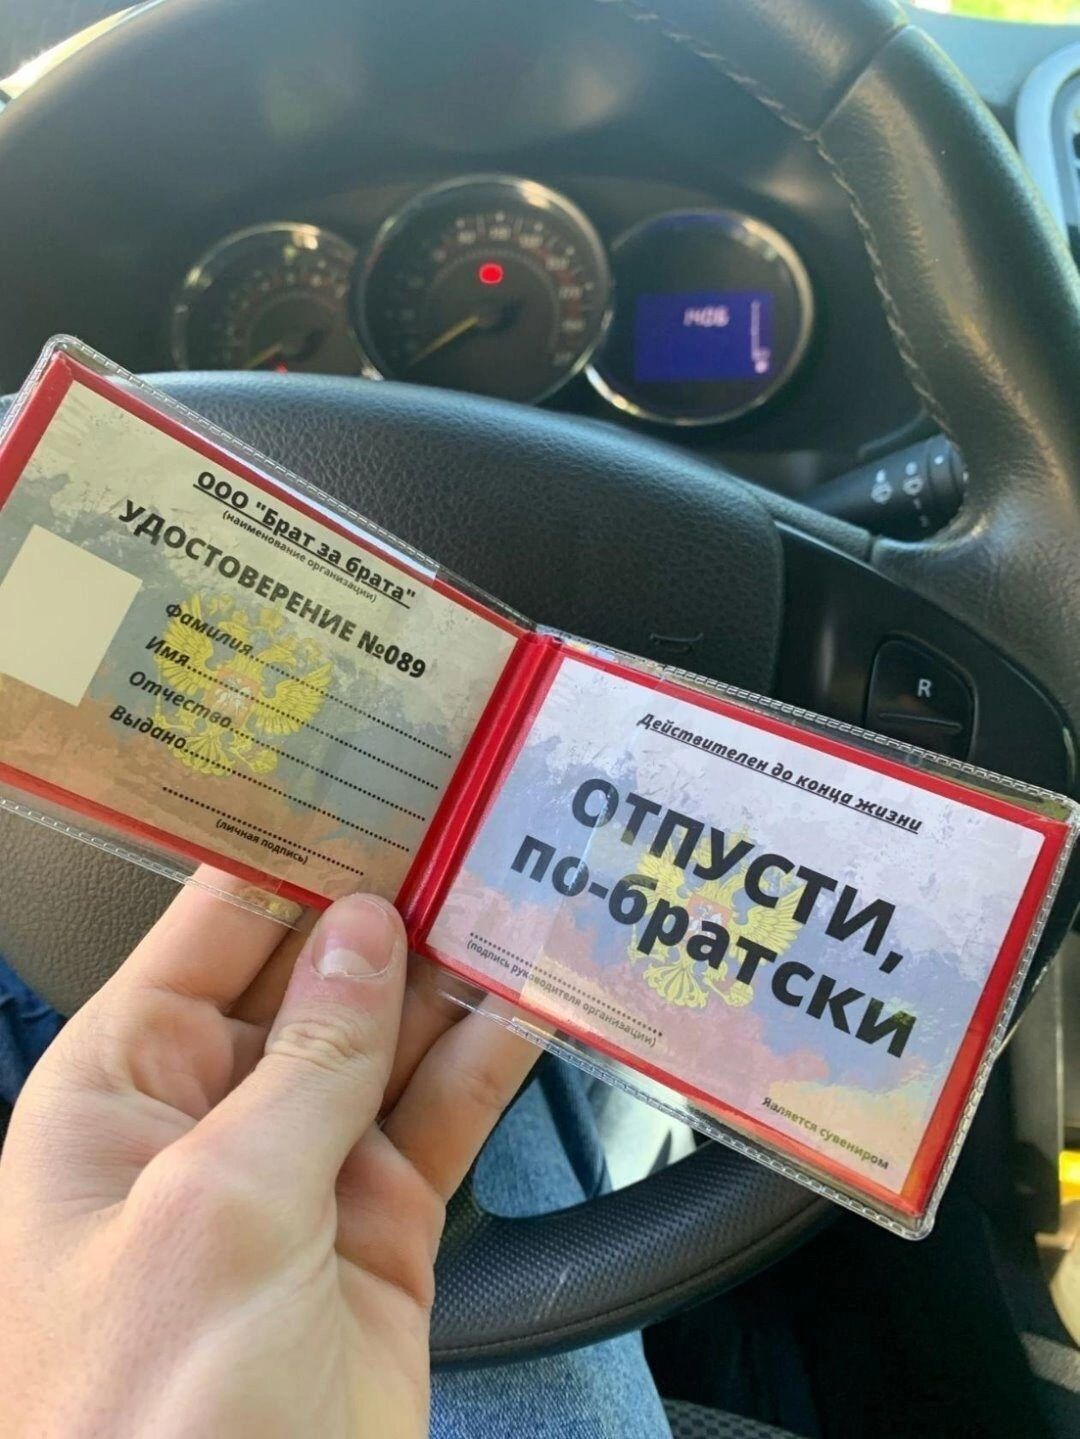 1406
ООО "Брат за брата"
(наименование организации)
УДОСТОВЕРЕНИЕ №089
Фамилия
Имя
Отчество
Выдано
(личная подпись)
Действителен до конца жизни
ОТПУСТИ,
по-братски
(подпись руководителя организации)
Является сувениром
R